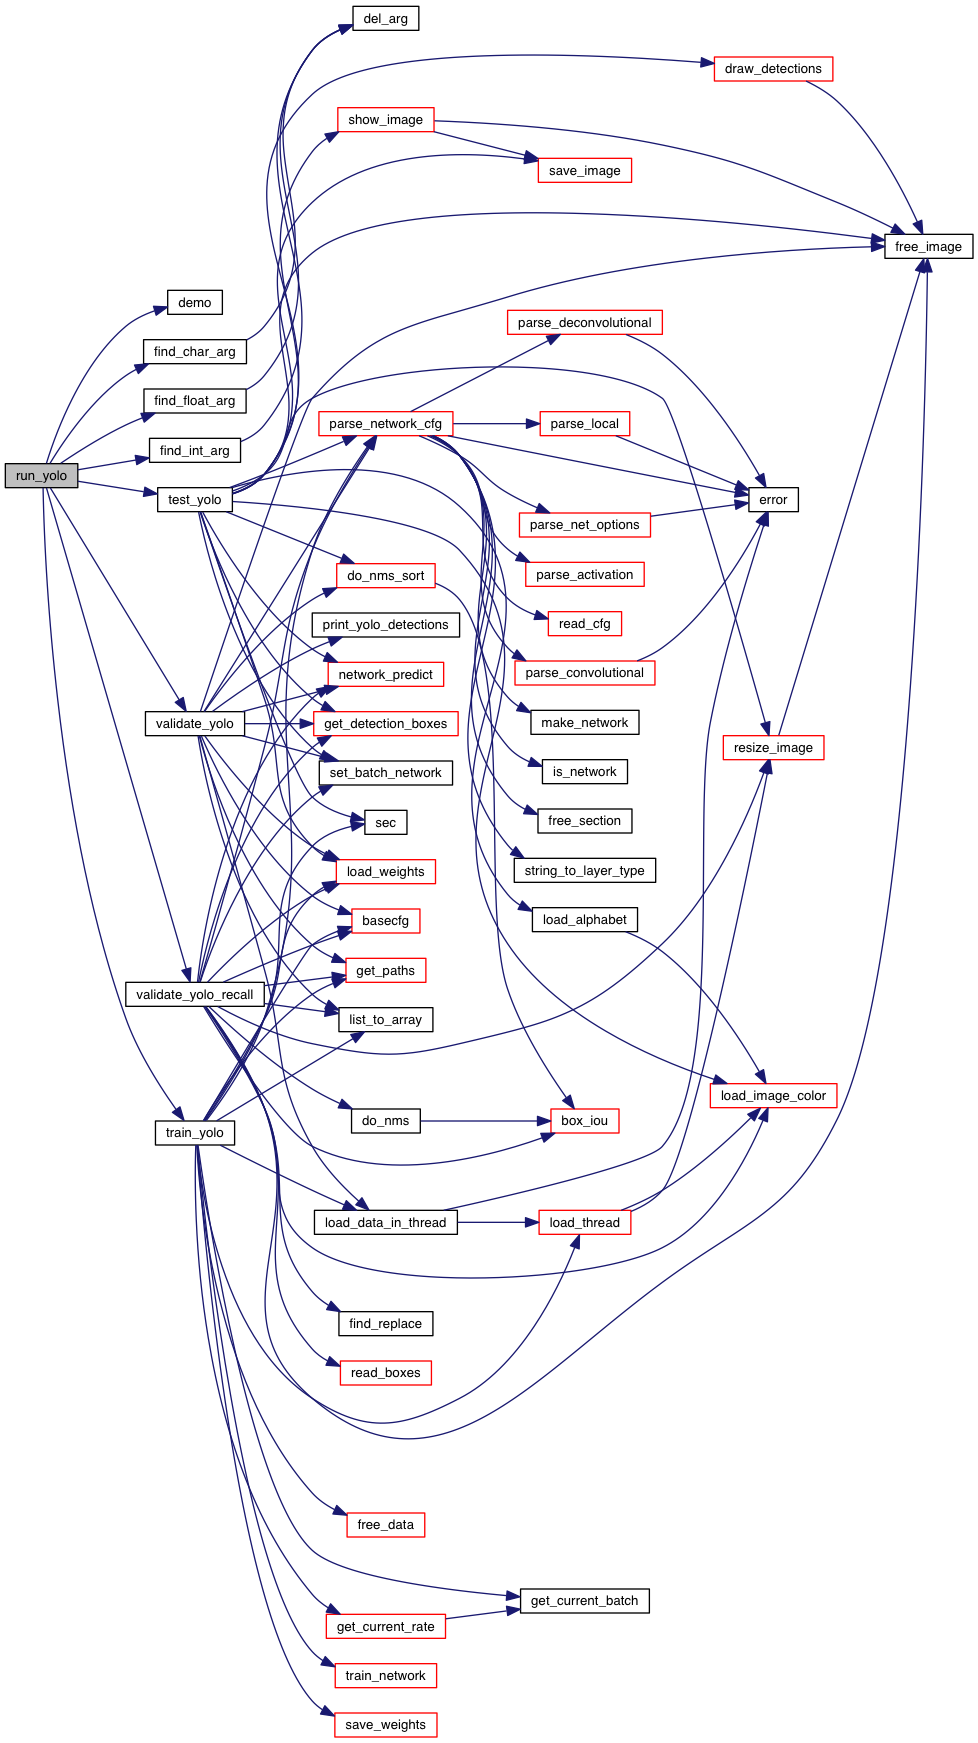 del_arg
draw_detections
show_image
save_image
free_image
demo
parse_deconvolutional
find_char_arg
find_float_arg
parse_network_cfg
parse_local
find_int_arg
run_yolo
test_yolo
error
parse_net_options
do_nms_sort
parse_activation
print_yolo_detections
read_cfg
network_predict
parse_convolutional
validate_yolo
get_detection_boxes
make_network
resize_image
set_batch_network
is_network
sec
free_section
load_weights
string_to_layer_type
basecfg
load_alphabet
get_paths
validate_yolo_recall
list_to_array
load_image_color
train_yolo
do_nms
box_iou
load_data_in_thread
load_thread
find_replace
read_boxes
free_data
get_current_batch
get_current_rate
train_network
save_weights